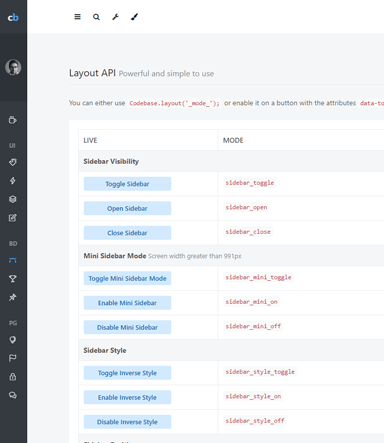 cb
Layout API Powerful and simple to use
You can either use Codebase.layout('_mode_'); or enable it on a button with the attributes data-to
LIVE MODE
UI
Sidebar Visibility
Toggle Sidebar sidebar_toggle
Open Sidebar sidebar_open
Close Sidebar sidebar_close
BD
Mini Sidebar Mode Screen width greater than 991px
Toggle Mini Sidebar Mode sidebar_mini_toggle
Enable Mini Sidebar sidebar_mini_on
PG
Disable Mini Sidebar sidebar_mini_off
Sidebar Style
Toggle Inverse Style sidebar_style_toggle
Enable Inverse Style sidebar_style_on
Disable Inverse Style sidebar_style_off